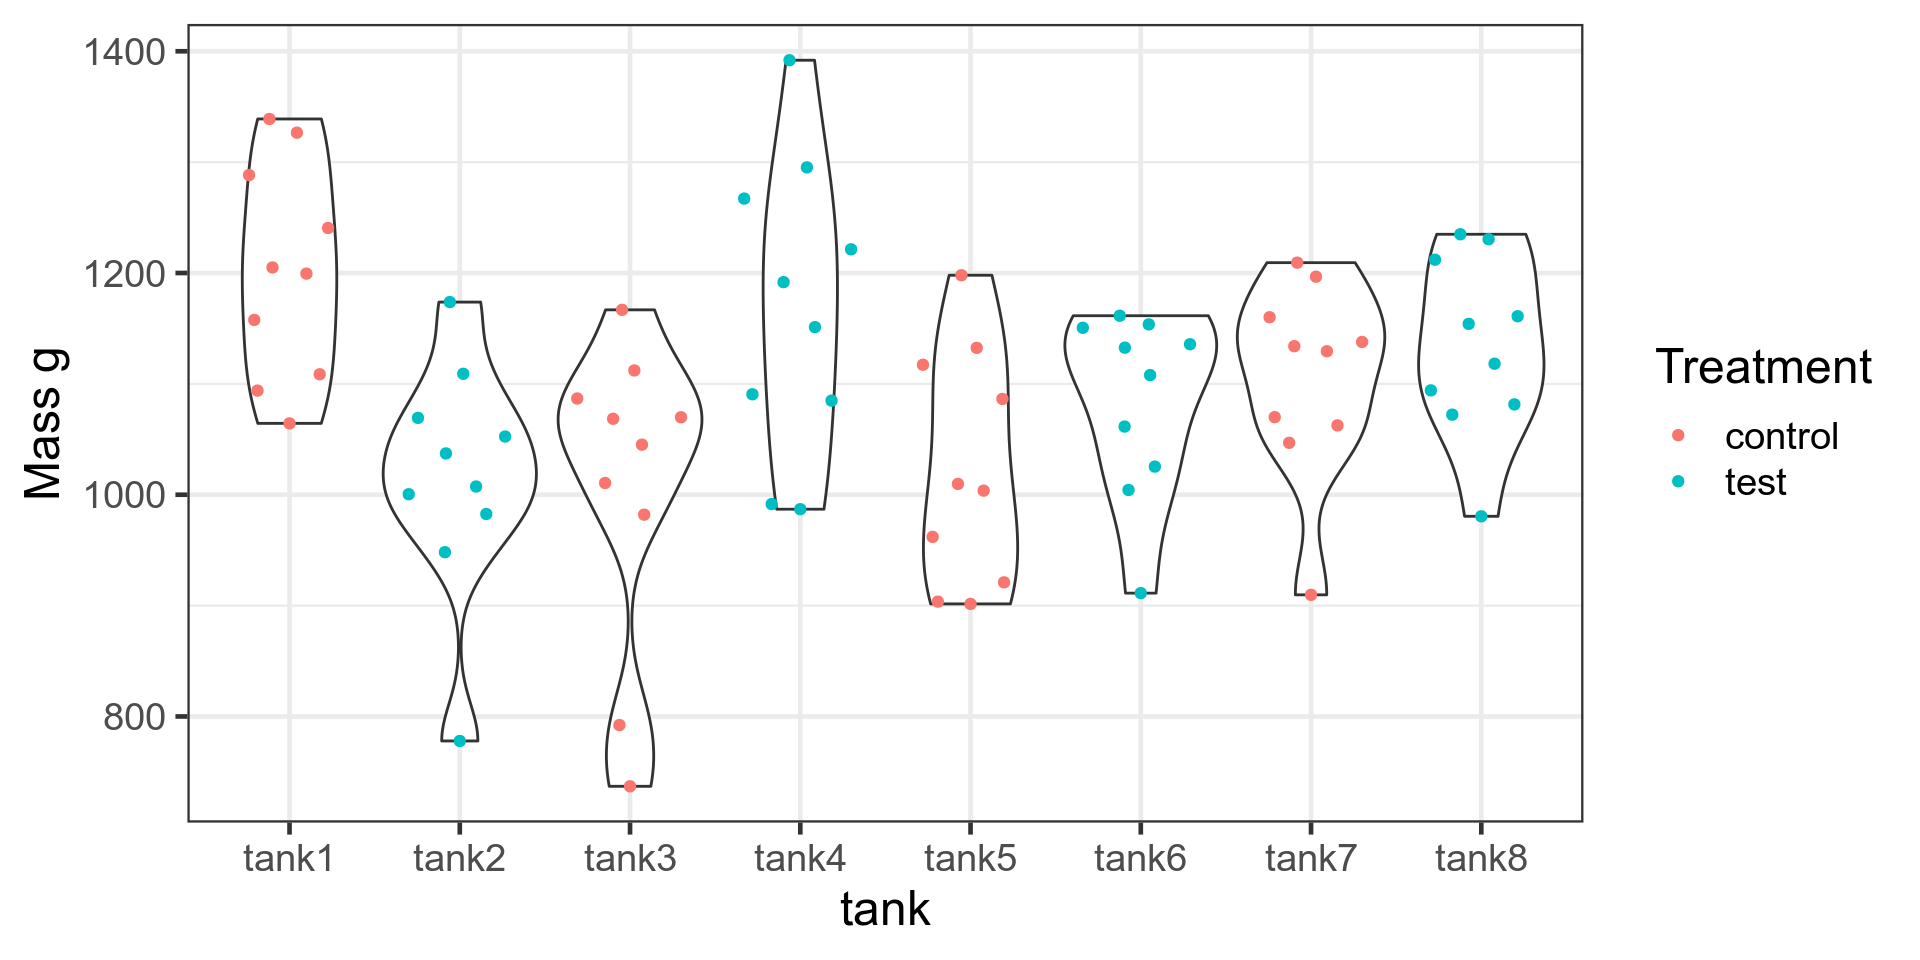 1400
1200
1000
800
Mass g
tank1 tank2 tank3 tank4 tank5 tank6 tank7 tank8
tank
Treatment
control
test